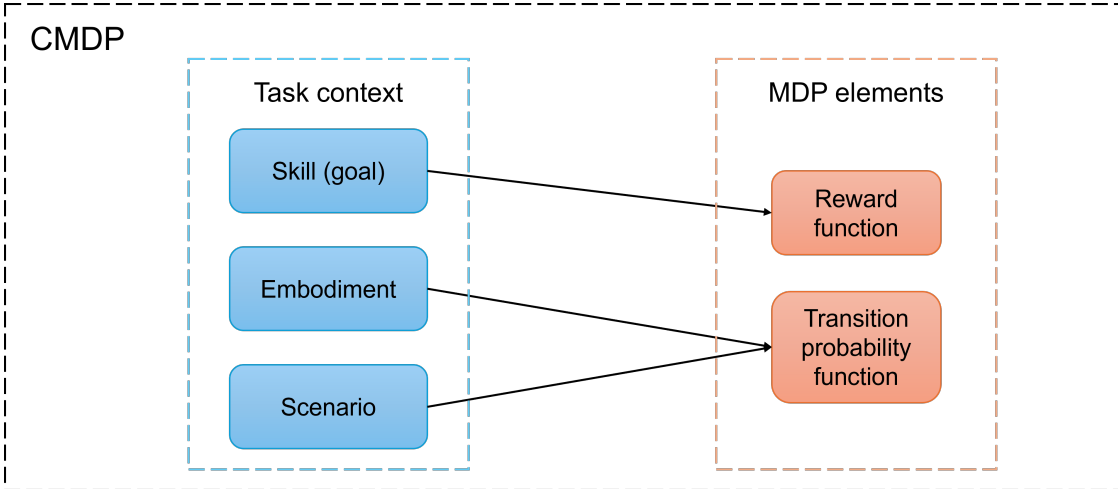 CMDP
Task context
Skill (goal)
Embodiment
Scenario
MDP elements
Reward
function
Transition
probability
function